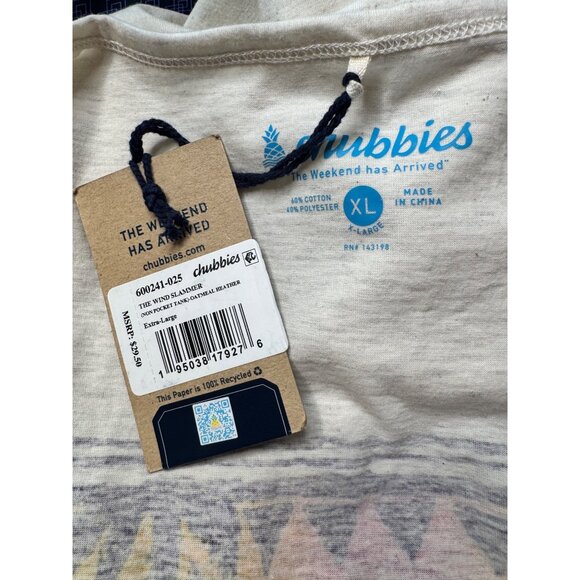 THE WEEKEND
HAS ARRIVED
chubbies.com
600241-025 chubbies
THE WIND SLAMMER
(NON POCKET TANK)-OATMEAL HEATHER
Extra-Large
MSRP: $29.50
1 95038 17927 6
This Paper is 100% Recycled
chubbies
The Weekend has Arrived™
60% COTTON
40% POLYESTER
XL
X-LARGE
MADE
IN CHINA
RN# 143198